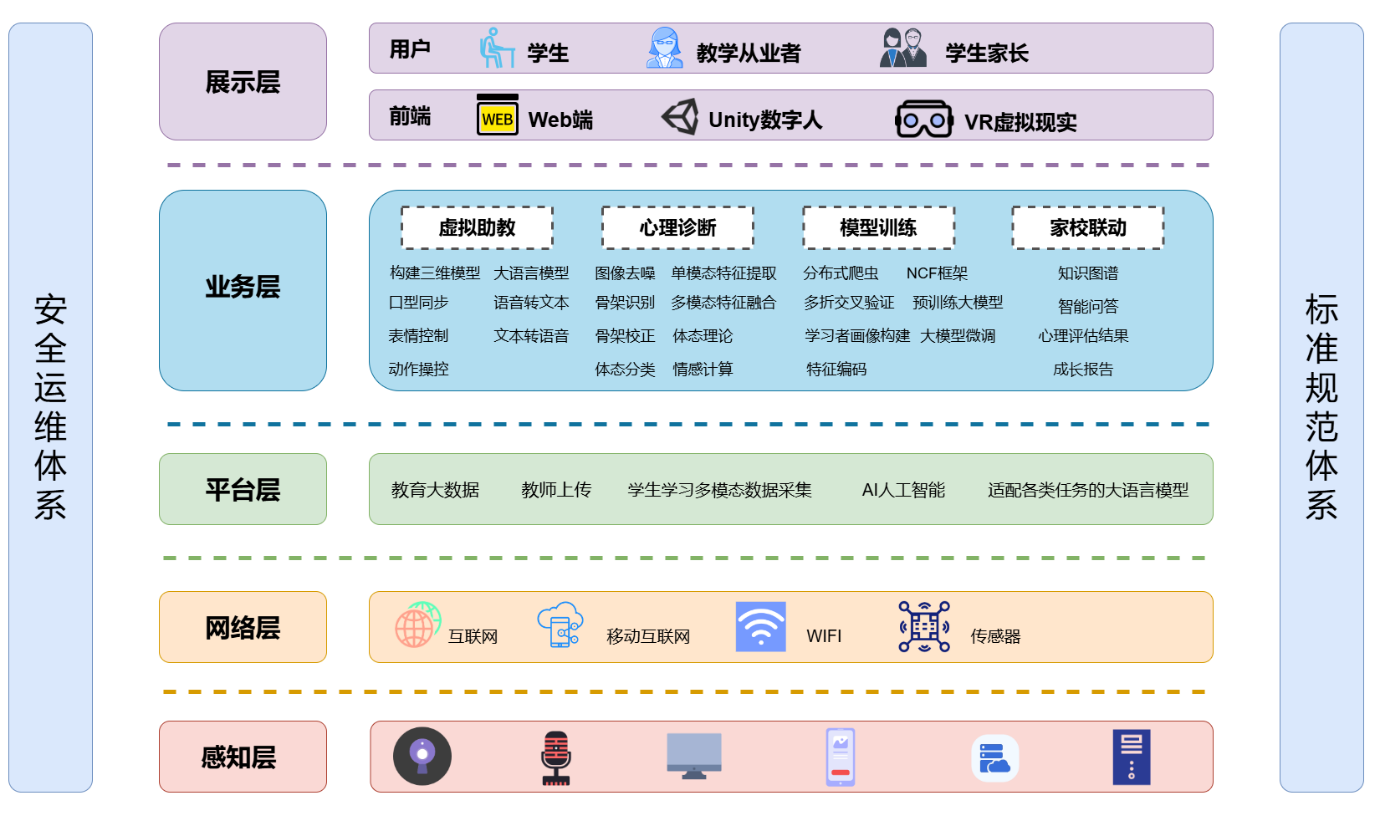 安全运维体系
展示层
用户 学生 教学从业者 学生家长
前端 WEB Web端 Unity数字人 VR虚拟现实
业务层
虚拟助教 心理诊断 模型训练 家校联动
构建三维模型 大语言模型 图像去噪 单模态特征提取 分布式爬虫 NCF框架 知识图谱
口型同步 语音转文本 骨架识别 多模态特征融合 多折交叉验证 预训练大模型 智能问答
表情控制 文本转语音 骨架校正 体态理论 学习者画像构建 大模型微调 心理评估结果
动作操控 体态分类 情感计算 特征编码 成长报告
平台层
教育大数据 教师上传 学生学习多模态数据采集 AI人工智能 适配各类任务的大语言模型
网络层
互联网 移动互联网 WIFI 传感器
感知层
标准规范体系